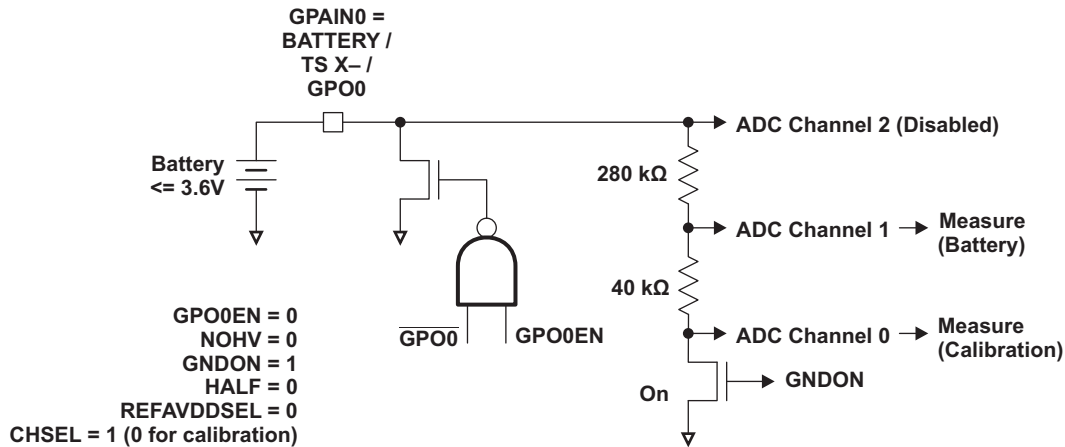 GPAIN0 =
BATTERY /
TS X– /
GPO0
ADC Channel 2 (Disabled)
Battery
<= 3.6V
280 kΩ
ADC Channel 1
Measure
(Battery)
40 kΩ
GPO0
GPO0EN
ADC Channel 0
Measure
(Calibration)
On
GNDON
GPO0EN = 0
NOHV = 0
GNDON = 1
HALF = 0
REFAVDDSEL = 0
CHSEL = 1 (0 for calibration)